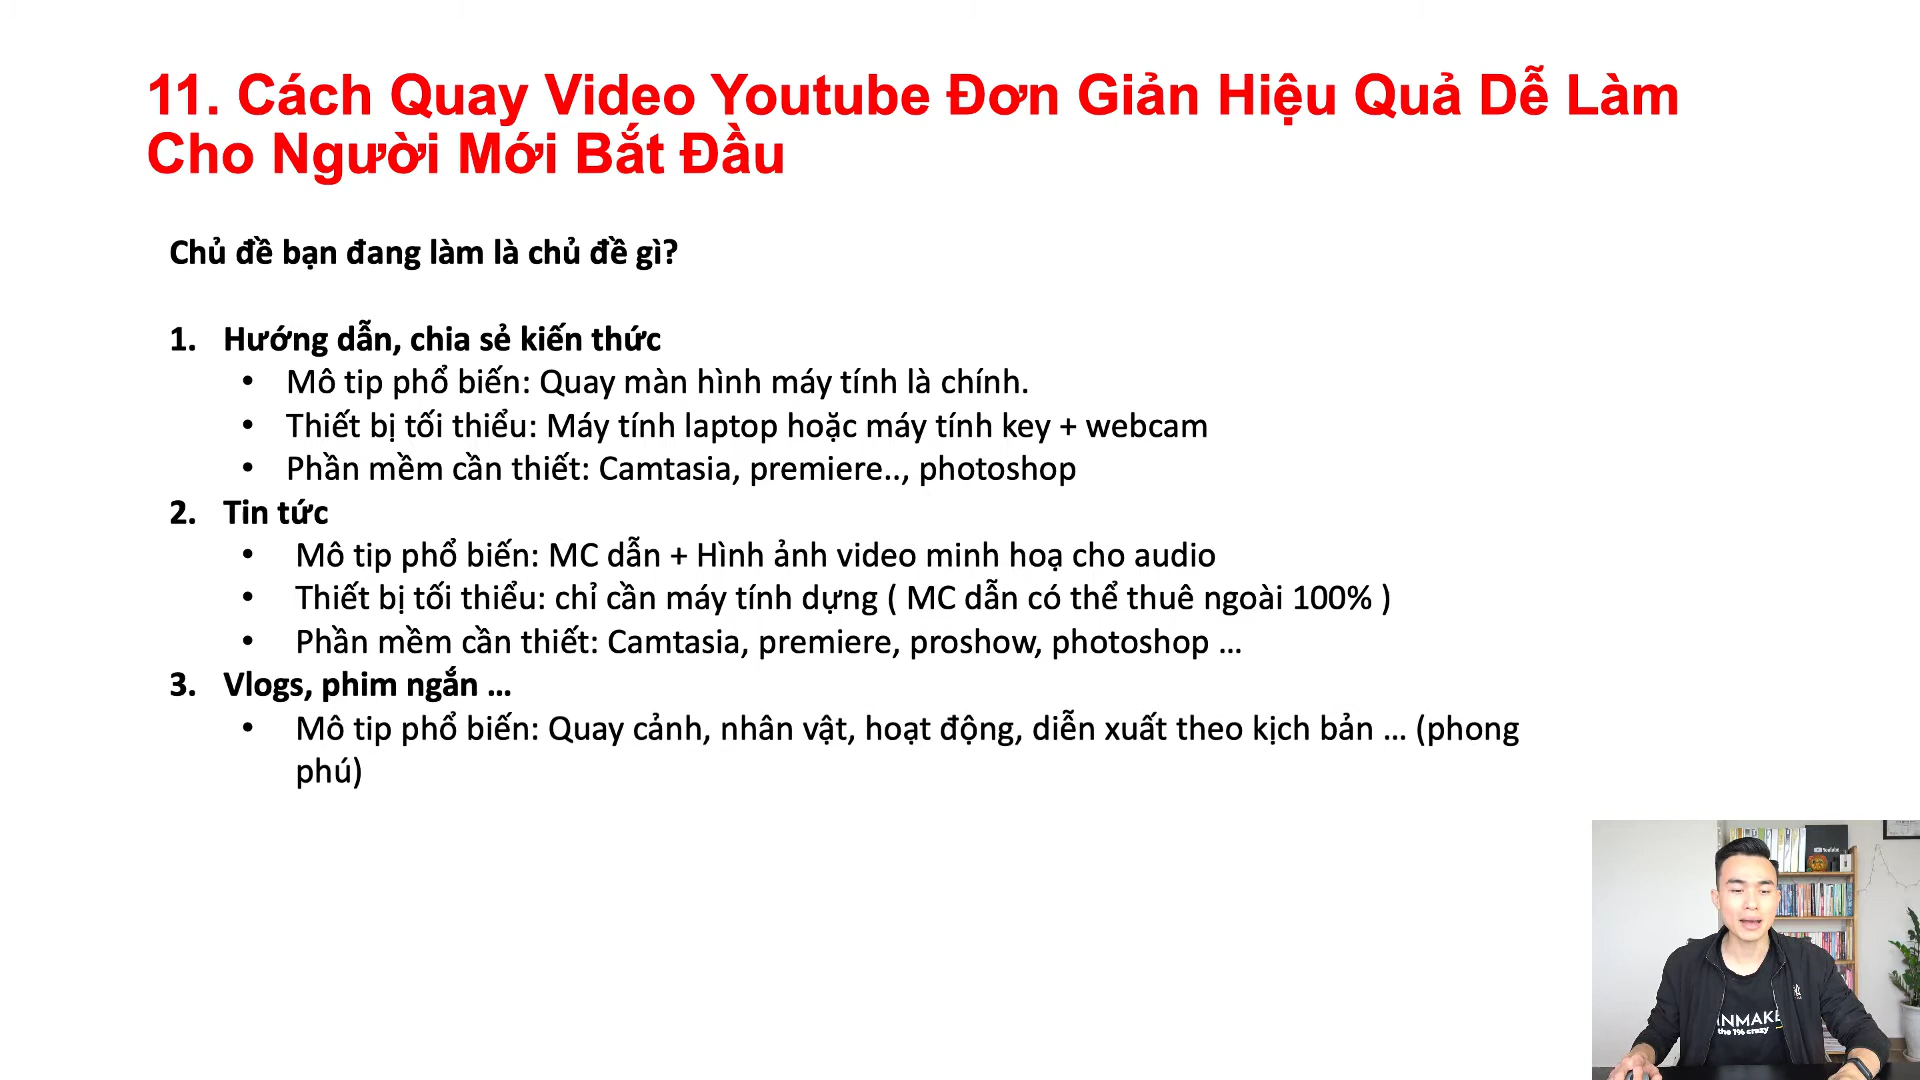 11. Cách Quay Video Youtube Đơn Giản Hiệu Quả Dễ Làm
Cho Người Mới Bắt Đầu
Chủ đề bạn đang làm là chủ đề gì?
1. Hướng dẫn, chia sẻ kiến thức
• Mô tip phổ biến: Quay màn hình máy tính là chính.
• Thiết bị tối thiểu: Máy tính laptop hoặc máy tính key + webcam
• Phần mềm cần thiết: Camtasia, premiere.., photoshop
2. Tin tức
• Mô tip phổ biến: MC dẫn + Hình ảnh video minh hoạ cho audio
• Thiết bị tối thiểu: chỉ cần máy tính dựng ( MC dẫn có thể thuê ngoài 100% )
• Phần mềm cần thiết: Camtasia, premiere, proshow, photoshop ...
3. Vlogs, phim ngắn ...
• Mô tip phổ biến: Quay cảnh, nhân vật, hoạt động, diễn xuất theo kịch bản ... (phong
phú)
YouTube
INMAKE
the 1% crazy